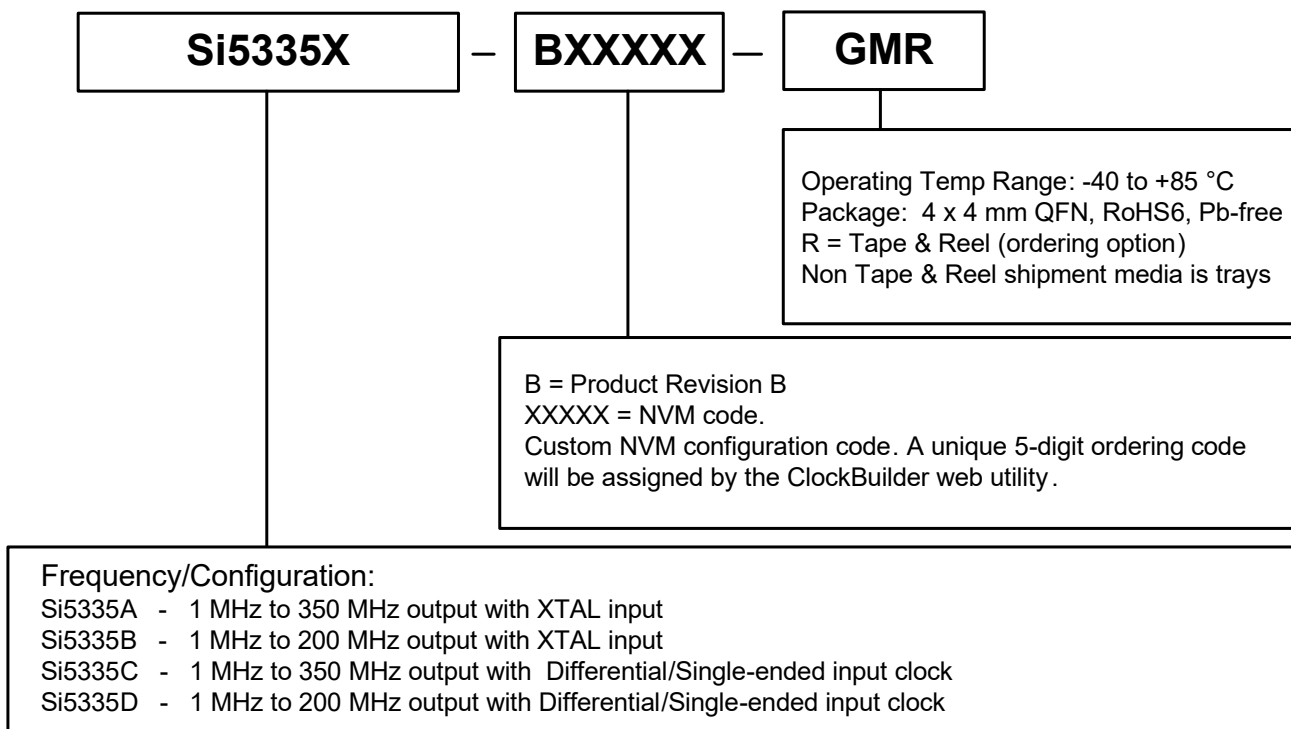 Si5335X – BXXXXX – GMR
Operating Temp Range: -40 to +85 °C
Package: 4 x 4 mm QFN, RoHS6, Pb-free
R = Tape & Reel (ordering option)
Non Tape & Reel shipment media is trays
B = Product Revision B
XXXXX = NVM code.
Custom NVM configuration code. A unique 5-digit ordering code
will be assigned by the ClockBuilder web utility.
Frequency/Configuration:
Si5335A - 1 MHz to 350 MHz output with XTAL input
Si5335B - 1 MHz to 200 MHz output with XTAL input
Si5335C - 1 MHz to 350 MHz output with Differential/Single-ended input clock
Si5335D - 1 MHz to 200 MHz output with Differential/Single-ended input clock